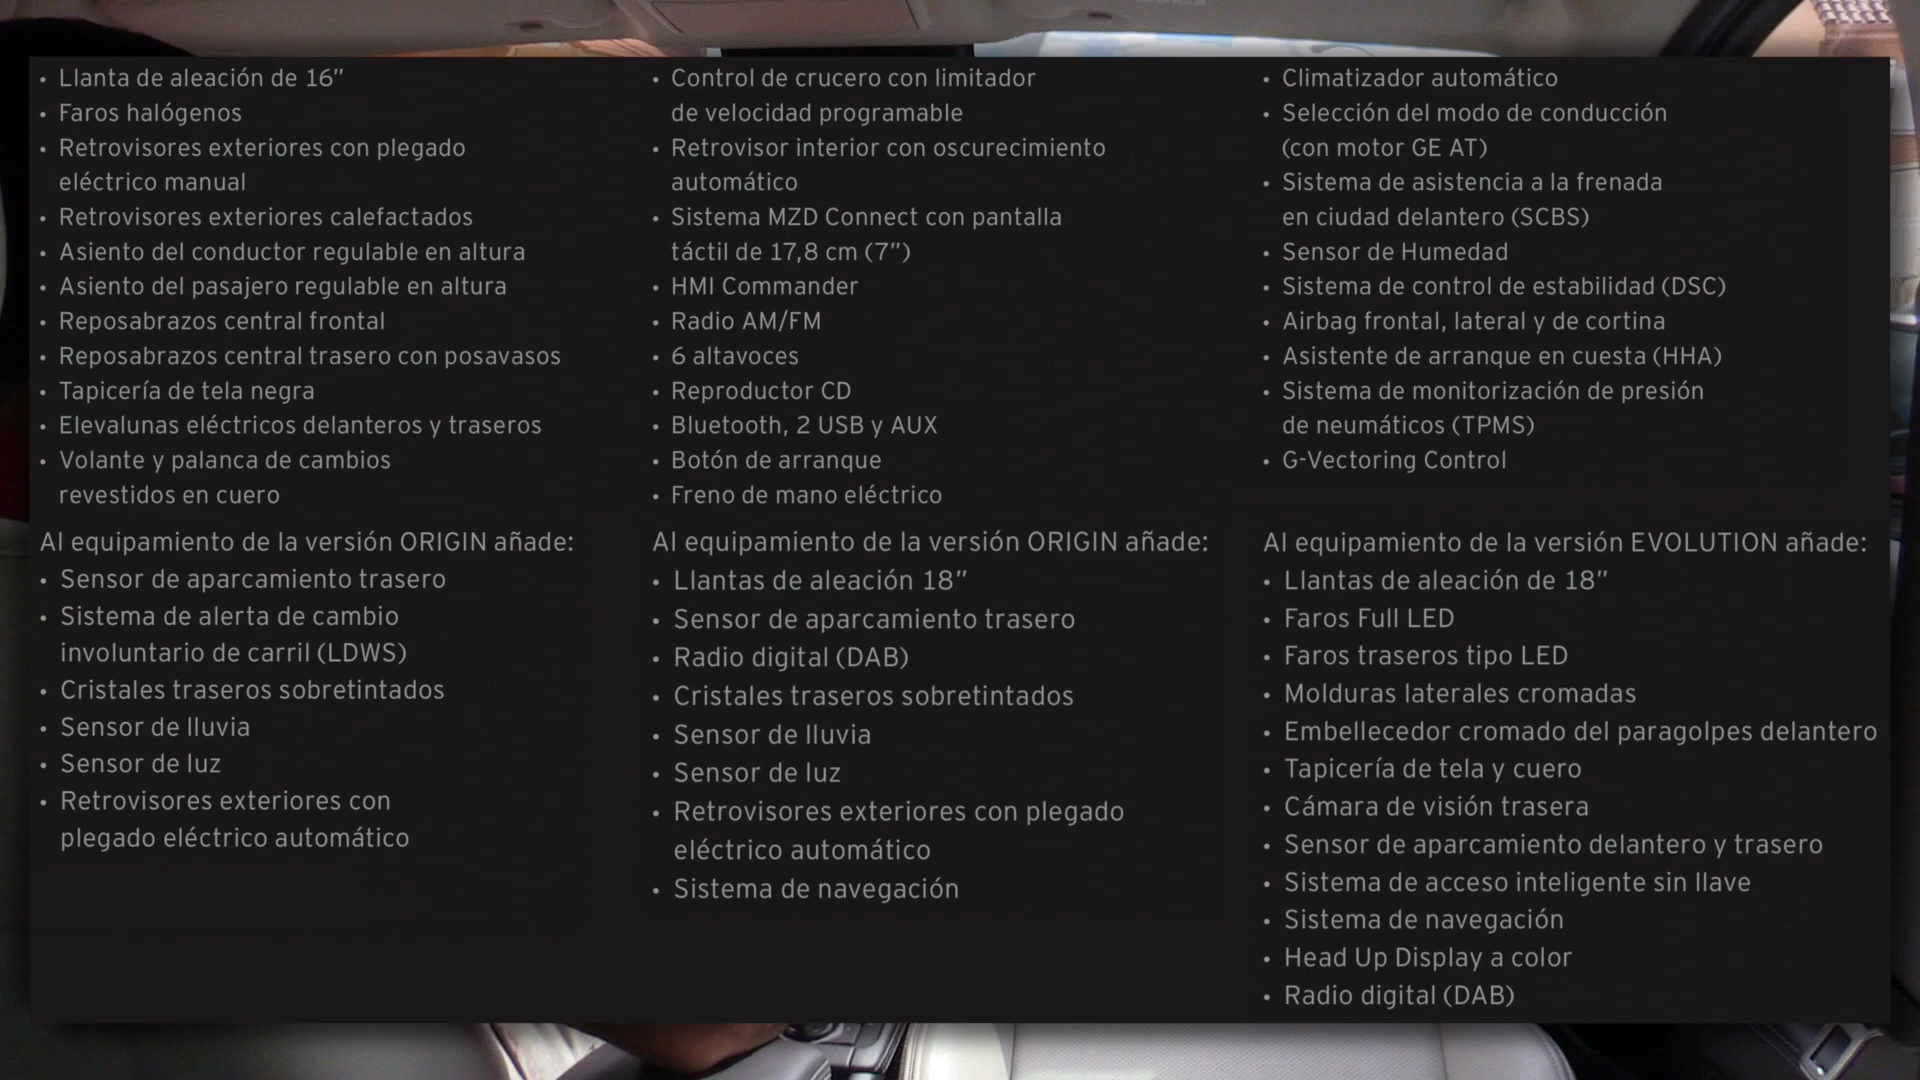 • Llanta de aleación de 16”
• Faros halógenos
• Retrovisores exteriores con plegado
eléctrico manual
• Retrovisores exteriores calefactados
• Asiento del conductor regulable en altura
• Asiento del pasajero regulable en altura
• Reposabrazos central frontal
• Reposabrazos central trasero con posavasos
• Tapicería de tela negra
• Elevalunas eléctricos delanteros y traseros
• Volante y palanca de cambios
revestidos en cuero
• Control de crucero con limitador
de velocidad programable
• Retrovisor interior con oscurecimiento
automático
• Sistema MZD Connect con pantalla
táctil de 17,8 cm (7”)
• HMI Commander
• Radio AM/FM
• 6 altavoces
• Reproductor CD
• Bluetooth, 2 USB y AUX
• Botón de arranque
• Freno de mano eléctrico
• Climatizador automático
• Selección del modo de conducción
(con motor GE AT)
• Sistema de asistencia a la frenada
en ciudad delantero (SCBS)
• Sensor de Humedad
• Sistema de control de estabilidad (DSC)
• Airbag frontal, lateral y de cortina
• Asistente de arranque en cuesta (HHA)
• Sistema de monitorización de presión
de neumáticos (TPMS)
• G-Vectoring Control
Al equipamiento de la versión ORIGIN añade:
• Sensor de aparcamiento trasero
• Sistema de alerta de cambio
involuntario de carril (LDWS)
• Cristales traseros sobretintados
• Sensor de lluvia
• Sensor de luz
• Retrovisores exteriores con
plegado eléctrico automático
Al equipamiento de la versión ORIGIN añade:
• Llantas de aleación 18”
• Sensor de aparcamiento trasero
• Radio digital (DAB)
• Cristales traseros sobretintados
• Sensor de lluvia
• Sensor de luz
• Retrovisores exteriores con plegado
eléctrico automático
• Sistema de navegación
Al equipamiento de la versión EVOLUTION añade:
• Llantas de aleación de 18”
• Faros Full LED
• Faros traseros tipo LED
• Molduras laterales cromadas
• Embellecedor cromado del paragolpes delantero
• Tapicería de tela y cuero
• Cámara de visión trasera
• Sensor de aparcamiento delantero y trasero
• Sistema de acceso inteligente sin llave
• Sistema de navegación
• Head Up Display a color
• Radio digital (DAB)